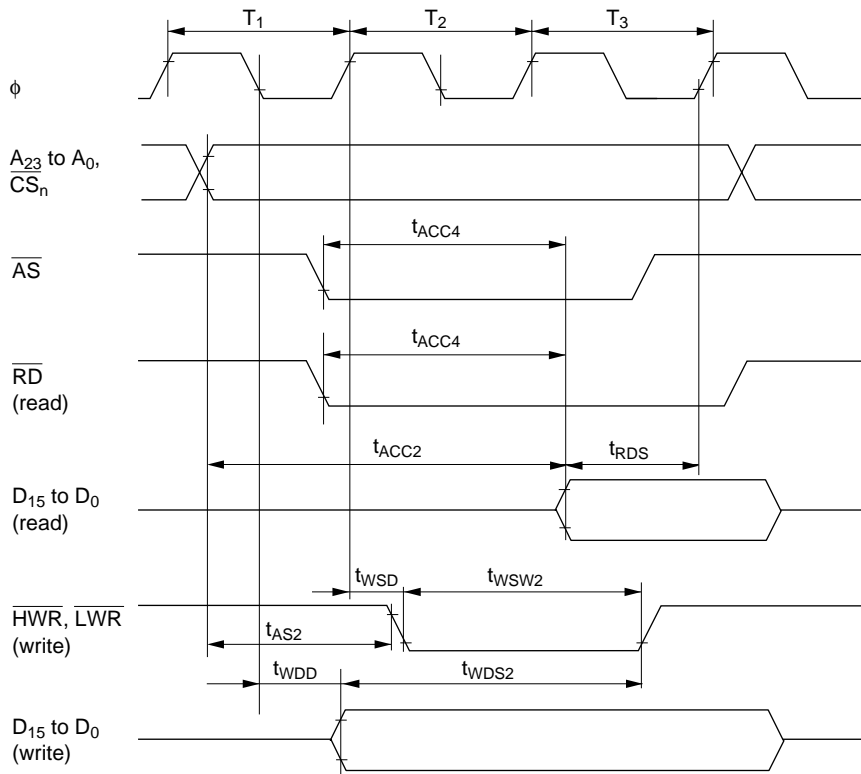 T1 T2 T3
ϕ
A23 to A0,
CSn
tACC4
AS
tACC4
RD
(read)
tACC2 tRDS
D15 to D0
(read)
tWSD tWSW2
HWR, LWR
(write)
tAS2
tWDD tWDS2
D15 to D0
(write)